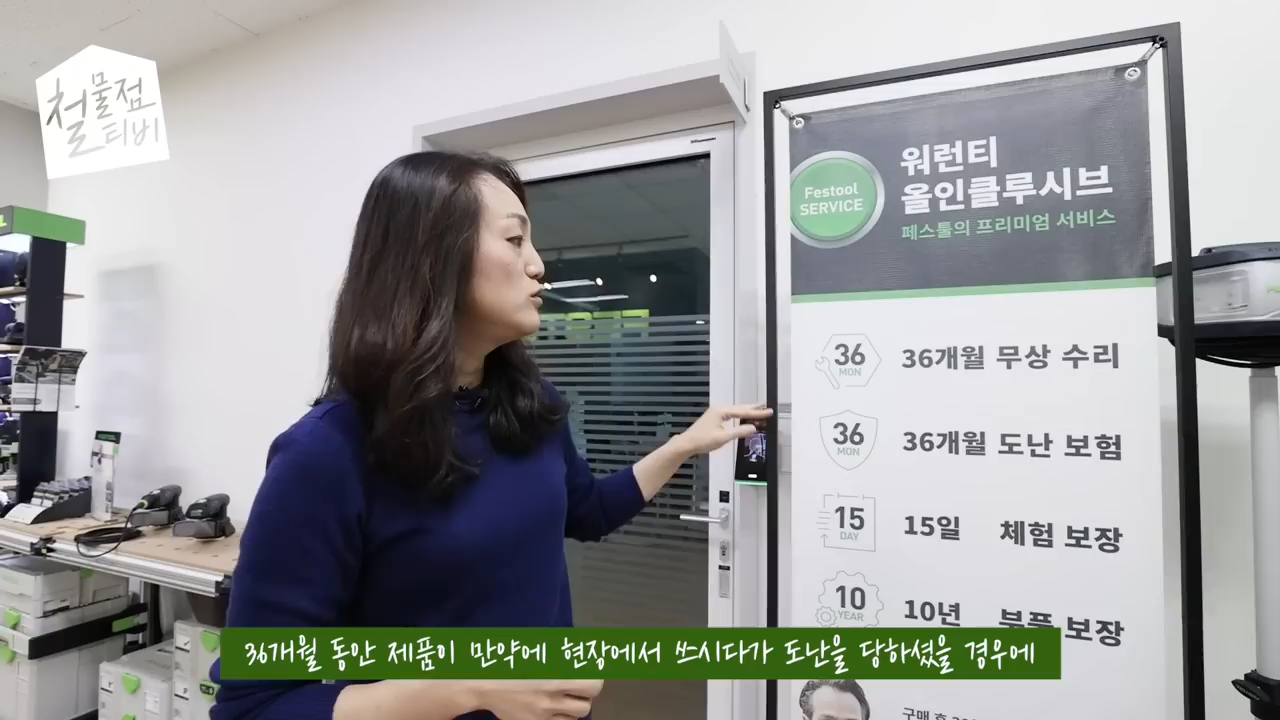 철물점
티비
Festool
SERVICE
워런티
올인클루시브
페스툴의 프리미엄 서비스
36
MON
36개월 무상 수리
36
MON
36개월 도난 보험
15
DAY
15일 체험 보장
10
YEAR
10년 부품 보장
36개월 동안 제품이 만약에 현장에서 쓰시다가 도난을 당하셨을 경우에
구매 후